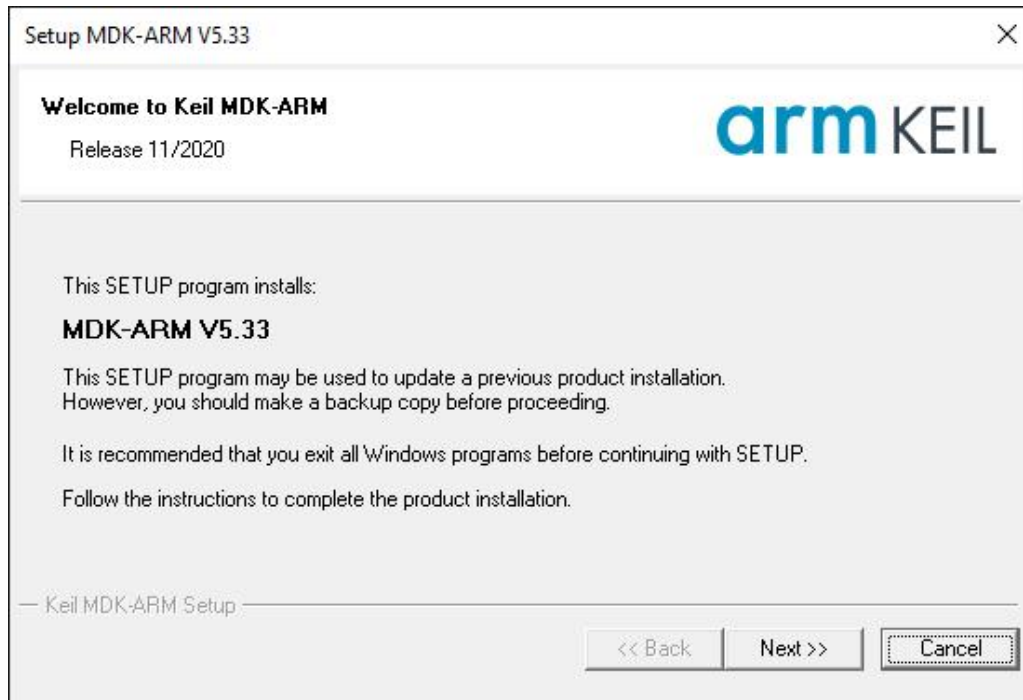 Setup MDK-ARM V5.33
Welcome to Keil MDK-ARM
Release 11/2020
arm KEIL
This SETUP program installs:
MDK-ARM V5.33
This SETUP program may be used to update a previous product installation.
However, you should make a backup copy before proceeding.
It is recommended that you exit all Windows programs before continuing with SETUP.
Follow the instructions to complete the product installation.
Keil MDK-ARM Setup
<< Back Next >> Cancel